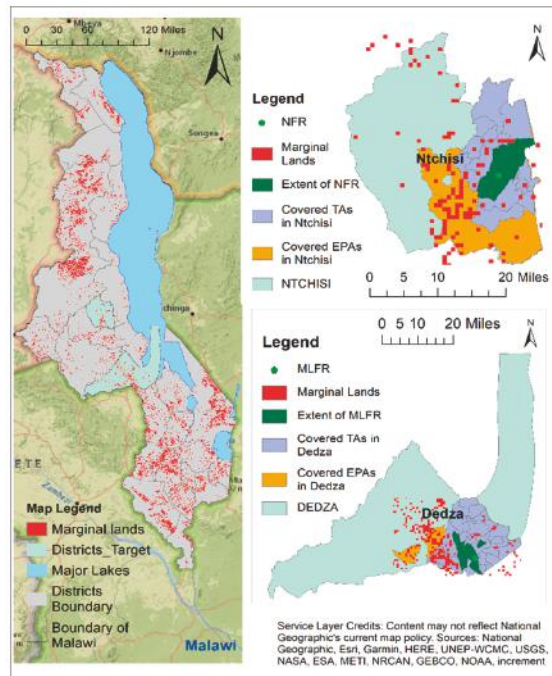 0 30 60 120 Miles
Mbeya
Njombe
N
Songea
chinga
ETE
Zambezi
Map Legend
Marginal lands
Districts_Target
Major Lakes
Districts
Boundary
Boundary of
Malawi
Malawi
N
Legend
NFR
Marginal
Lands
Extent of NFR
Covered TAs
in Ntchisi
Covered EPAs
in Ntchisi
NTCHISI
Ntchisi
0 5 10 20 Miles
0 5 10 20 Miles
N
Legend
MLFR
Marginal Lands
Extent of MLFR
Covered TAs in
Dedza
Covered EPAs
in Dedza
DEDZA
Dedza
Service Layer Credits: Content may not reflect National
Geographic's current map policy. Sources: National
Geographic, Esri, Garmin, HERE, UNEP-WCMC, USGS,
NASA, ESA, METI, NRCAN, GEBCO, NOAA, increment